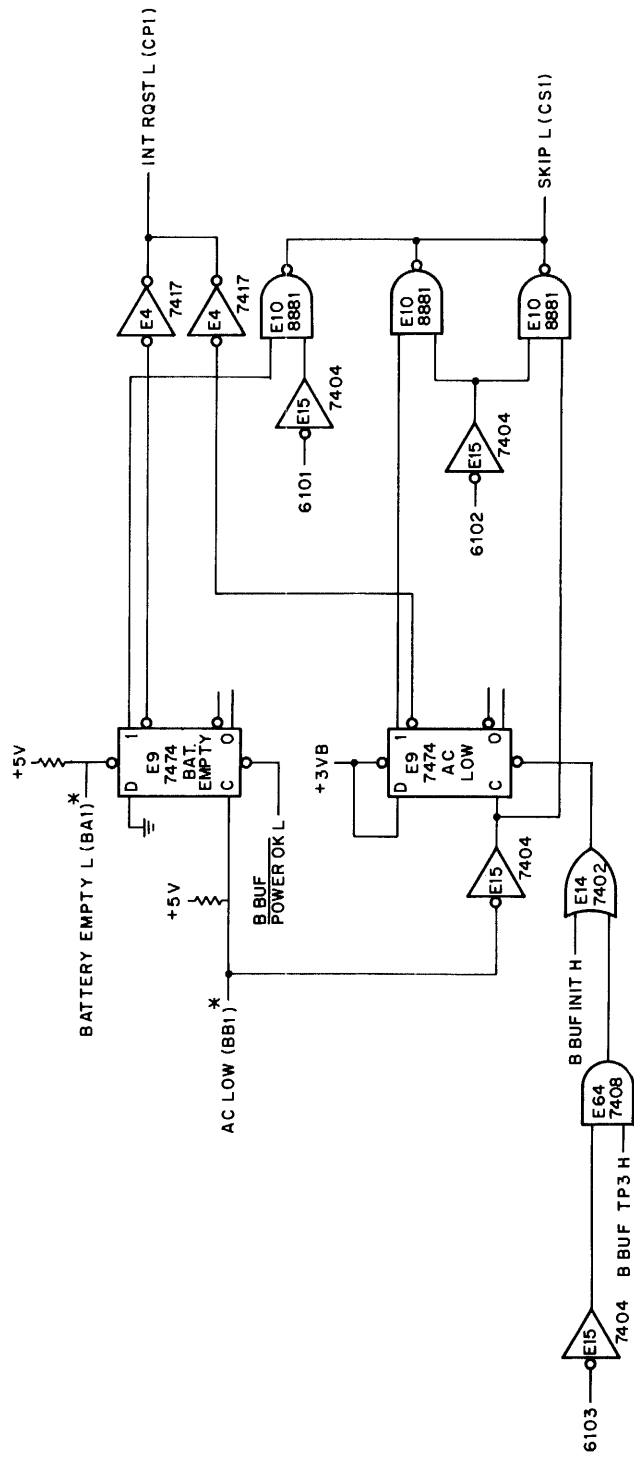 INT RQST L (CP1)
E4
7417
E4
7417
E10
8881
E15
7404
6101
E10
8881
E15
7404
6102
E10
8881
SKIP L (CS1)
+5V
BATTERY EMPTY L (BA1)*
D
1
E9
7474
BAT.
EMPTY
C
0
+5V
B BUF
POWER OK L
AC LOW (BB1)*
+3VB
D
1
E9
7474
AC
LOW
C
0
E15
7404
E14
7402
B BUF INIT H
E64
7408
B BUF TP3 H
E15
7404
6103